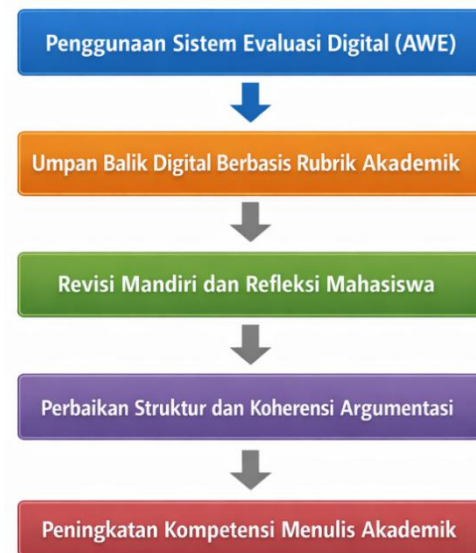 Penggunaan Sistem Evaluasi Digital (AWE)
Umpan Balik Digital Berbasis Rubrik Akademik
Revisi Mandiri dan Refleksi Mahasiswa
Perbaikan Struktur dan Koherensi Argumentasi
Peningkatan Kompetensi Menulis Akademik